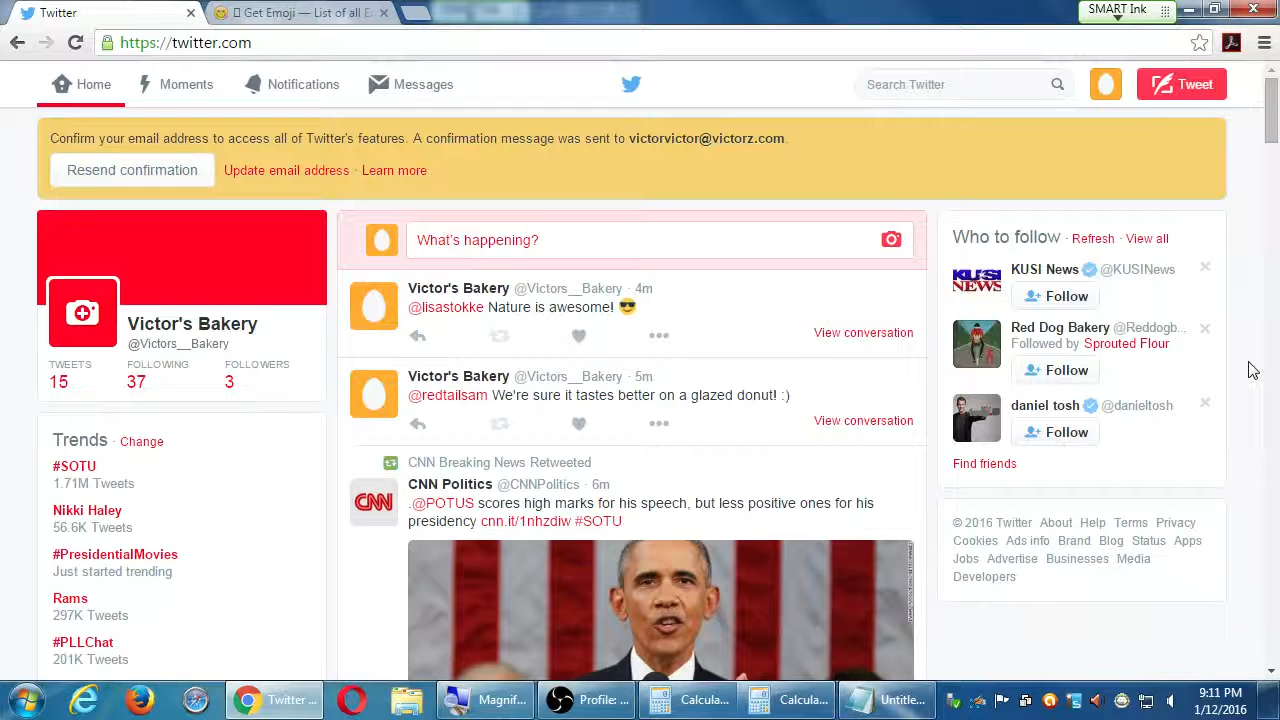 Twitter
Get Emoji — List of all E
SMART Ink
https://twitter.com
Home
Moments
Notifications
Messages
Search Twitter
Tweet
Confirm your email address to access all of Twitter's features. A confirmation message was sent to victorvictor@victorz.com.
Resend confirmation
Update email address · Learn more
Victor's Bakery
@Victors__Bakery
TWEETS FOLLOWING FOLLOWERS
15 37 3
Trends · Change
#SOTU
1.71M Tweets
Nikki Haley
56.6K Tweets
#PresidentialMovies
Just started trending
Rams
297K Tweets
#PLLChat
201K Tweets
What's happening?
Victor's Bakery @Victors__Bakery · 4m
@lisastokke Nature is awesome! 😎
View conversation
Victor's Bakery @Victors__Bakery · 5m
@redtailsam We're sure it tastes better on a glazed donut! :)
View conversation
CNN Breaking News Retweeted
CNN
CNN Politics @CNNPolitics · 6m
.@POTUS scores high marks for his speech, but less positive ones for his
presidency cnn.it/1nhzdiw #SOTU
Who to follow · Refresh · View all
KUSI
NEWS
KUSI News @KUSINews
Follow
Red Dog Bakery @Reddogb...
Followed by Sprouted Flour
Follow
daniel tosh @danieltosh
Follow
Find friends
© 2016 Twitter About Help Terms Privacy
Cookies Ads info Brand Blog Status Apps
Jobs Advertise Businesses Media
Developers
Twitter ...
Magnif...
Profile: ...
Calcula...
Calcula...
Untitle...
9:11 PM
1/12/2016